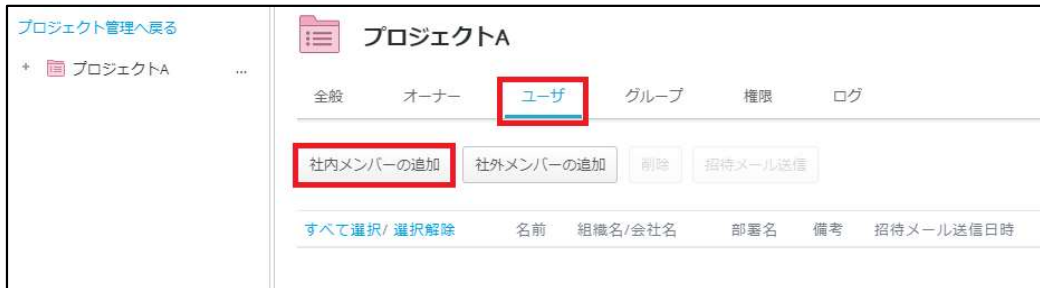 プロジェクト管理へ戻る
+ プロジェクトA ...
プロジェクトA
全般 オーナー ユーザ グループ 権限 ログ
社内メンバーの追加 社外メンバーの追加 削除 招待メール送信
すべて選択/ 選択解除 名前 組織名/会社名 部署名 備考 招待メール送信日時